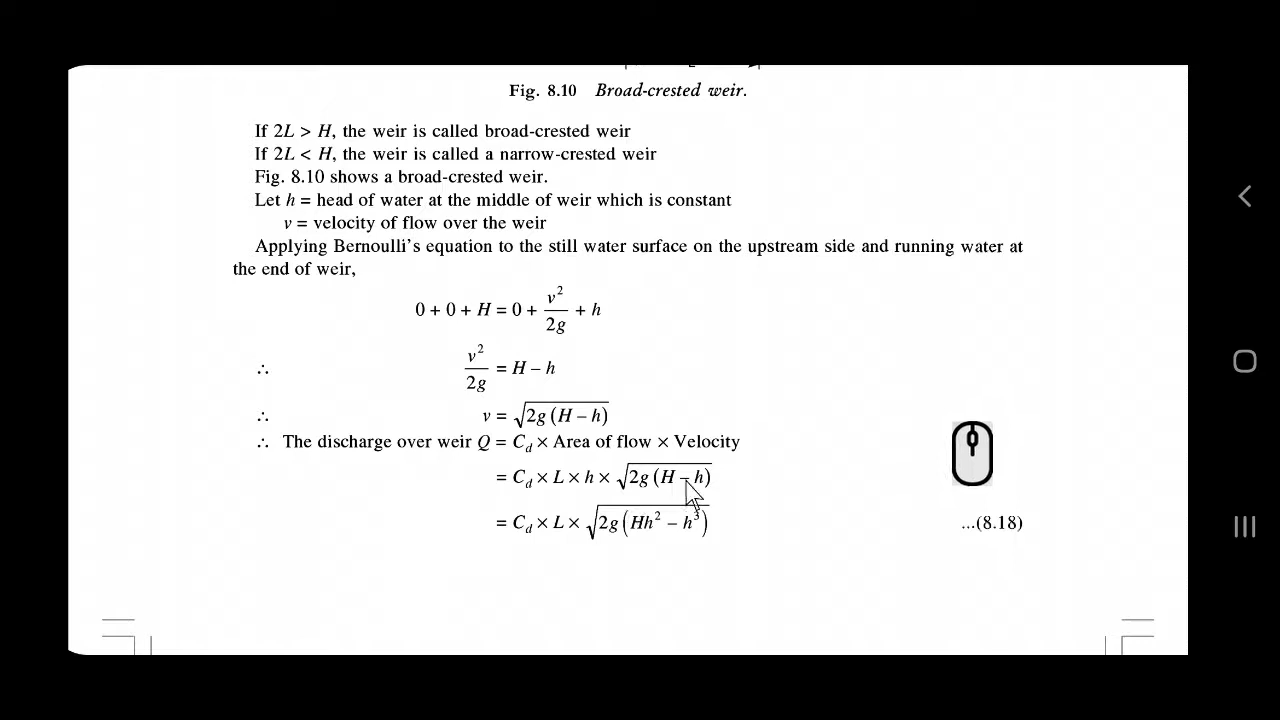 Fig. 8.10 Broad-crested weir.
If 2L > H, the weir is called broad-crested weir
If 2L < H, the weir is called a narrow-crested weir
Fig. 8.10 shows a broad-crested weir.
Let h = head of water at the middle of weir which is constant
v = velocity of flow over the weir
Applying Bernoulli's equation to the still water surface on the upstream side and running water at
the end of weir,
0 + 0 + H = 0 + v²/2g + h
∴ v²/2g = H – h
∴ v = √(2g (H – h))
∴ The discharge over weir Q = C_d × Area of flow × Velocity
= C_d × L × h × √(2g (H – h))
= C_d × L × √(2g (Hh² – h³)) ...(8.18)